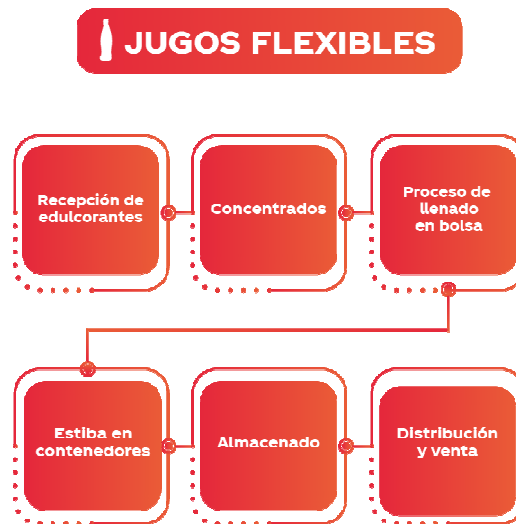 JUGOS FLEXIBLES
Recepción de
edulcorantes
Concentrados
Proceso de
llenado
en bolsa
Estiba en
contenedores
Almacenado
Distribución
y venta